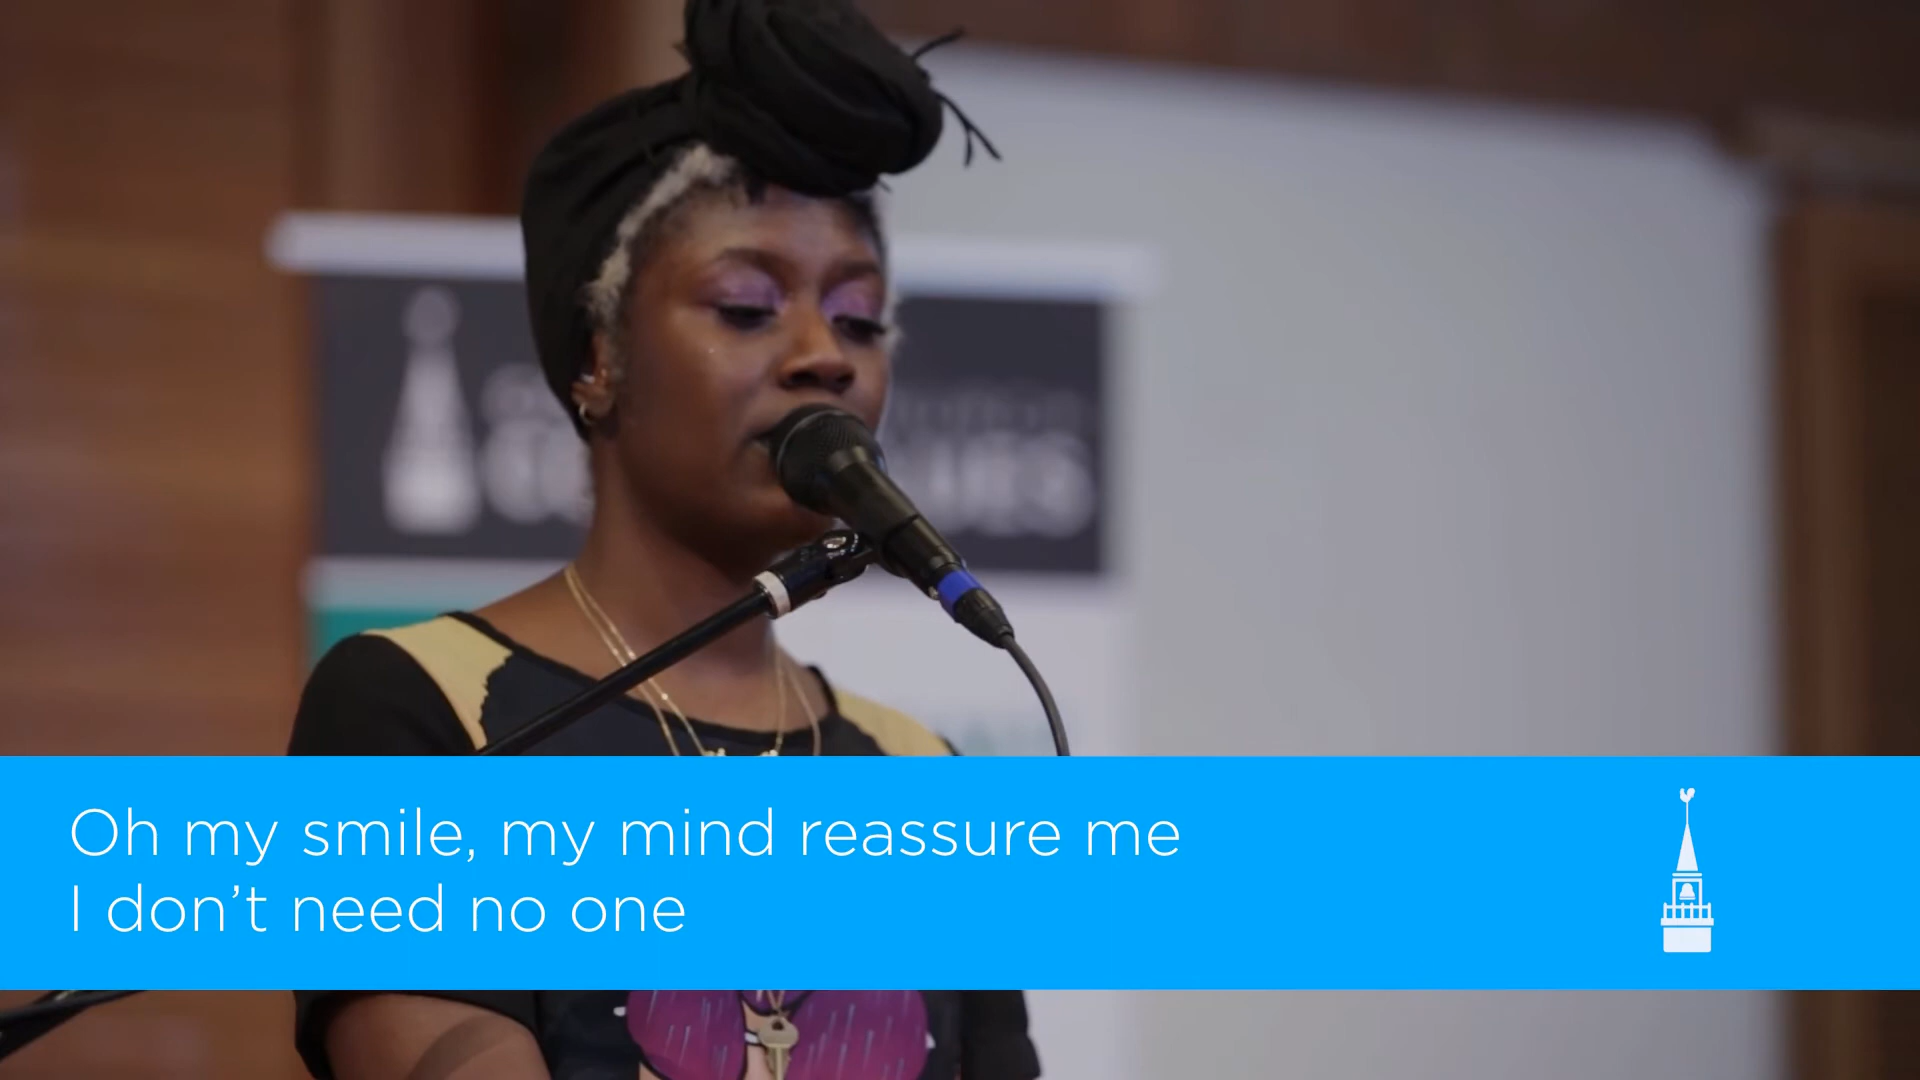 Oh my smile, my mind reassure me
I don’t need no one